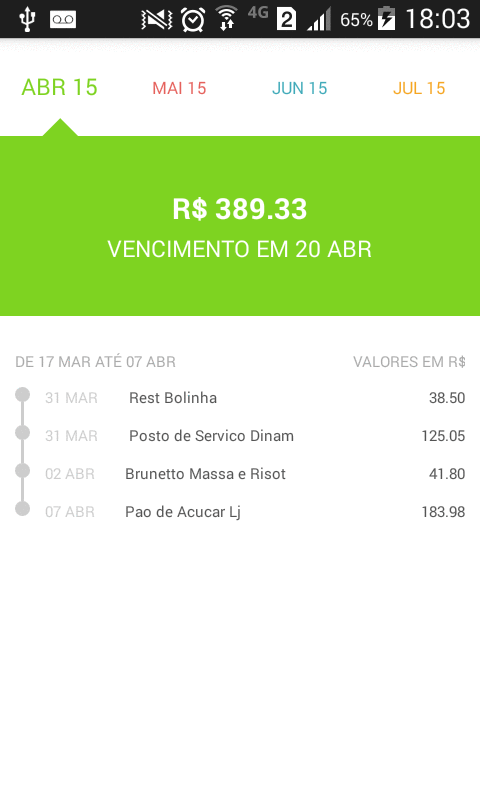 4G 2 65% 18:03
ABR 15 MAI 15 JUN 15 JUL 15
R$ 389.33
VENCIMENTO EM 20 ABR
DE 17 MAR ATÉ 07 ABR VALORES EM R$
31 MAR Rest Bolinha 38.50
31 MAR Posto de Servico Dinam 125.05
02 ABR Brunetto Massa e Risot 41.80
07 ABR Pao de Acucar Lj 183.98